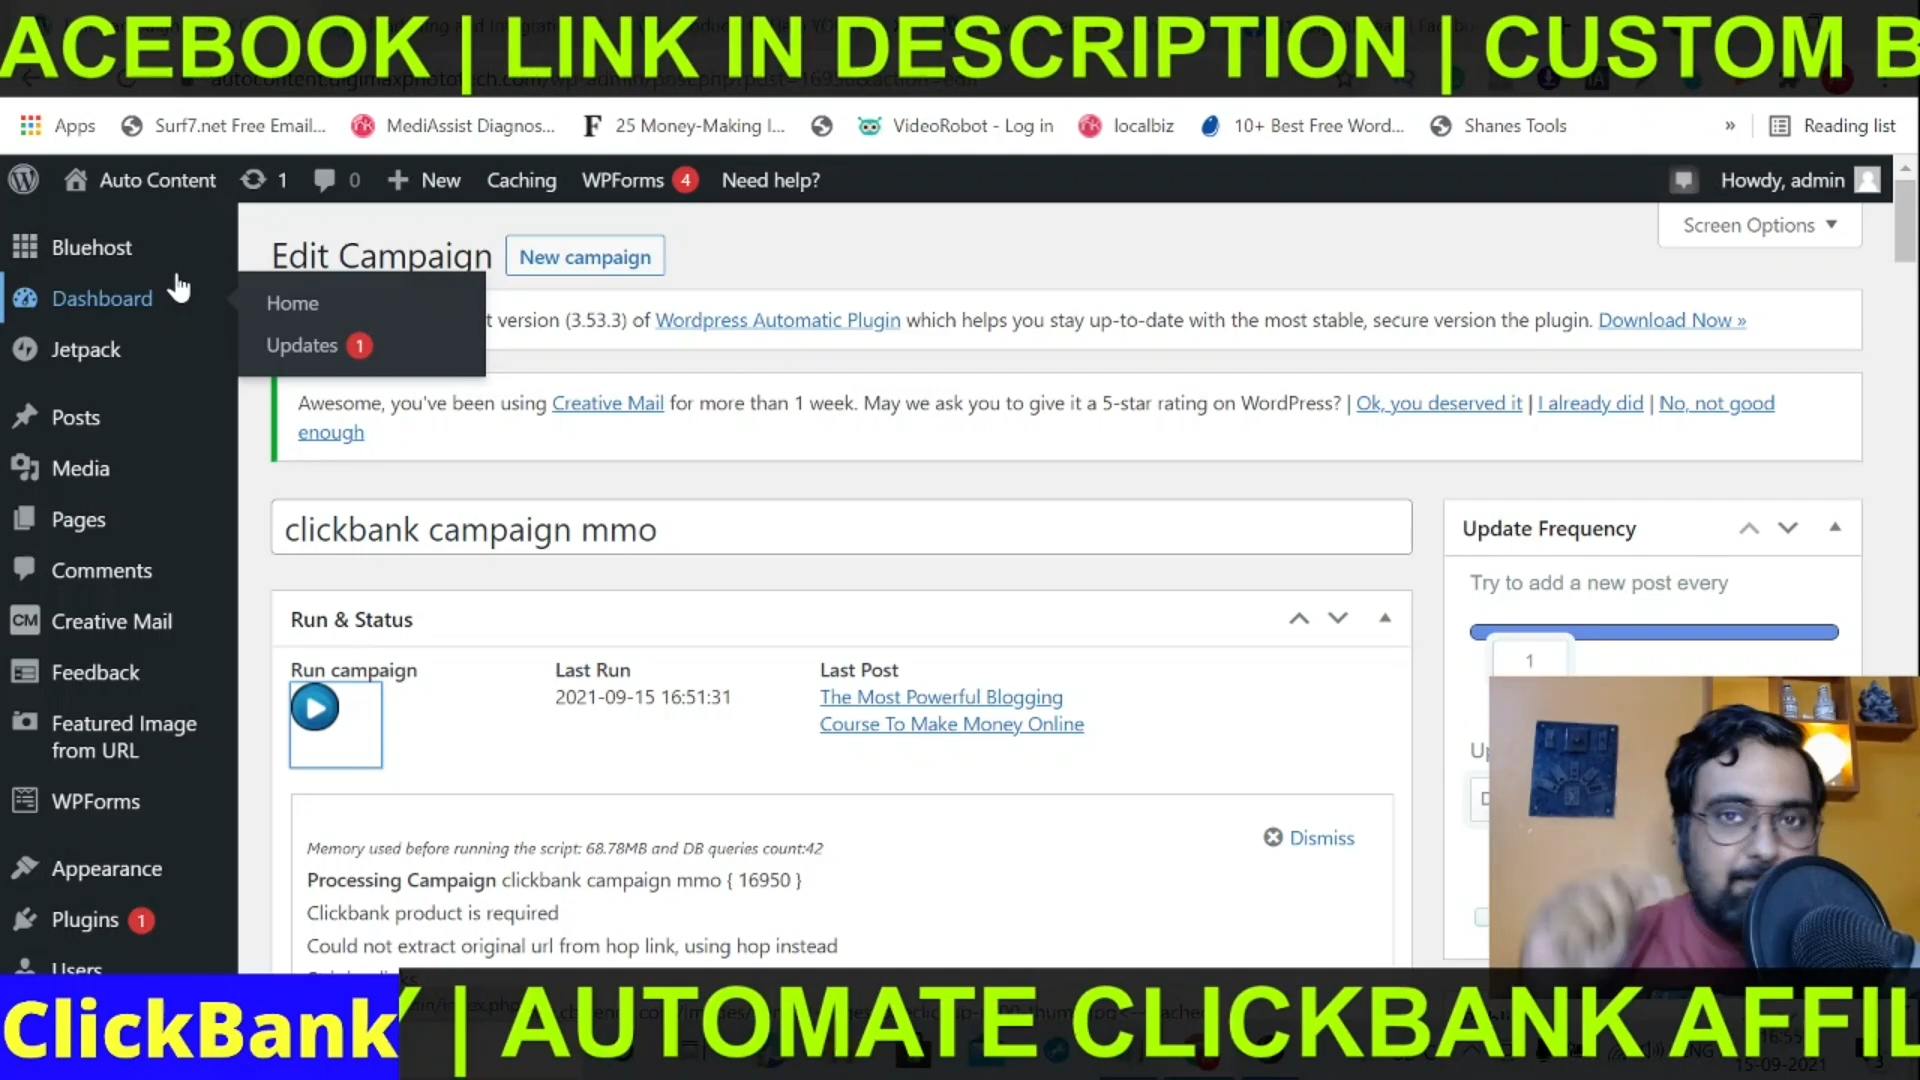 ACEBOOK | LINK IN DESCRIPTION | CUSTOM B
Apps
Surf7.net Free Email...
MediAssist Diagnos...
25 Money-Making I...
VideoRobot - Log in
localbiz
10+ Best Free Word...
Shanes Tools
»
Reading list
Auto Content
1
0
New
Caching
WPForms 4
Need help?
Howdy, admin
Bluehost
Dashboard
Jetpack
Posts
Media
Pages
Comments
CM Creative Mail
Feedback
Featured Image
from URL
WPForms
Appearance
Plugins 1
Users
Home
Updates 1
Edit Campaign
New campaign
Screen Options
t version (3.53.3) of Wordpress Automatic Plugin which helps you stay up-to-date with the most stable, secure version the plugin. Download Now »
Awesome, you've been using Creative Mail for more than 1 week. May we ask you to give it a 5-star rating on WordPress? | Ok, you deserved it | I already did | No, not good
enough
clickbank campaign mmo
Run & Status
Run campaign
Last Run
2021-09-15 16:51:31
Last Post
The Most Powerful Blogging
Course To Make Money Online
Dismiss
Memory used before running the script: 68.78MB and DB queries count:42
Processing Campaign clickbank campaign mmo { 16950 }
Clickbank product is required
Could not extract original url from hop link, using hop instead
Update Frequency
Try to add a new post every
1
ClickBank
Y | AUTOMATE CLICKBANK AFFIL
15-09-2021